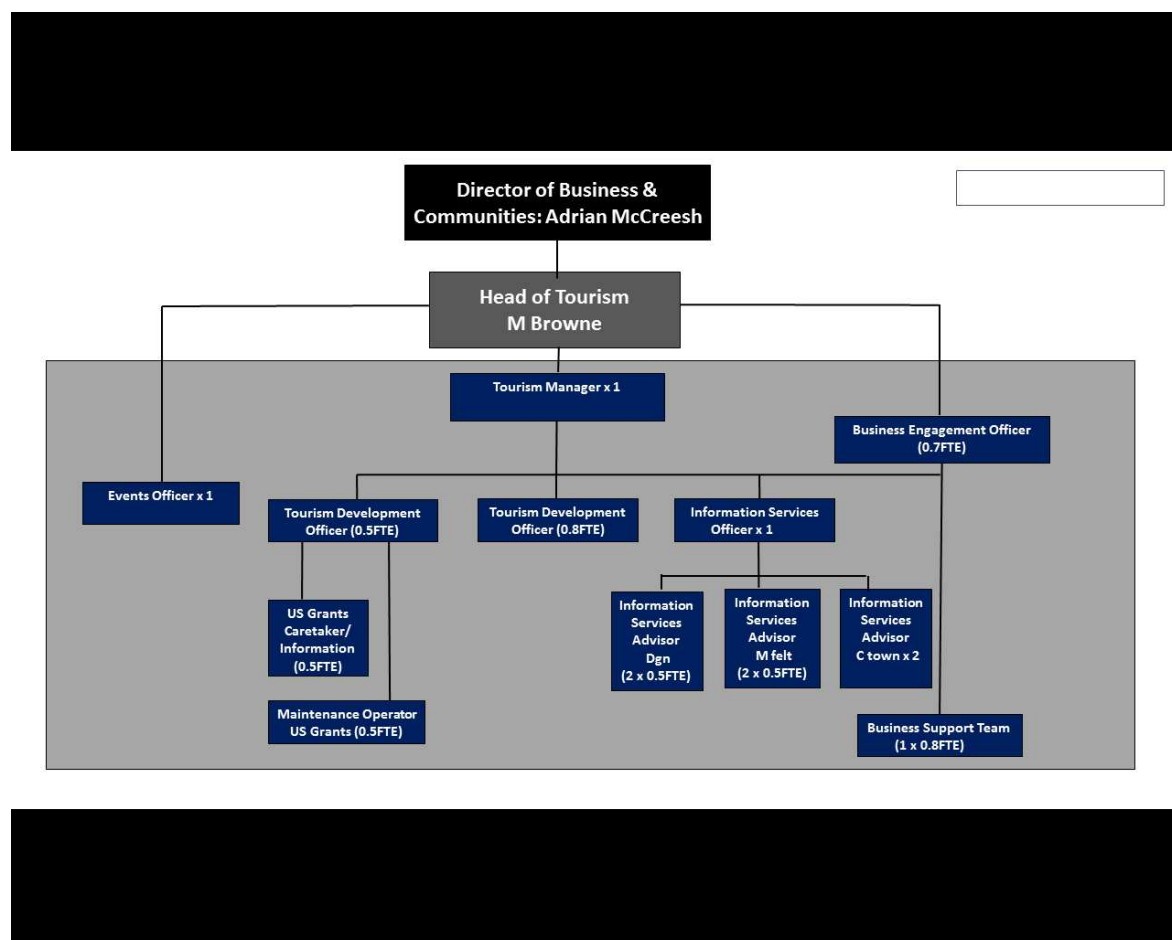 Director of Business &
Communities: Adrian McCreesh
Head of Tourism
M Browne
Tourism Manager x 1
Business Engagement Officer
(0.7FTE)
Events Officer x 1
Tourism Development
Officer (0.5FTE)
Tourism Development
Officer (0.8FTE)
Information Services
Officer x 1
US Grants
Caretaker/
Information
(0.5FTE)
Information
Services
Advisor
Dgn
(2 x 0.5FTE)
Information
Services
Advisor
M felt
(2 x 0.5FTE)
Information
Services
Advisor
C town x 2
Maintenance Operator
US Grants (0.5FTE)
Business Support Team
(1 x 0.8FTE)